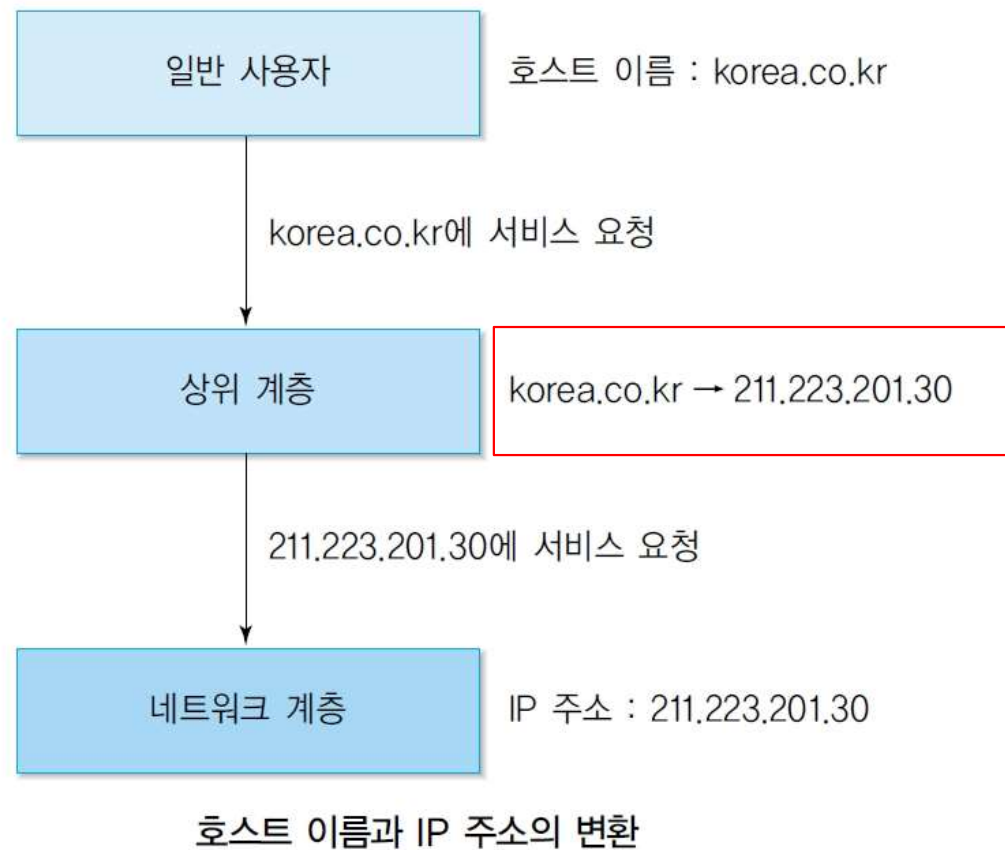 일반 사용자
호스트 이름 : korea.co.kr
korea.co.kr에 서비스 요청
상위 계층
korea.co.kr → 211.223.201.30
211.223.201.30에 서비스 요청
네트워크 계층
IP 주소 : 211.223.201.30
호스트 이름과 IP 주소의 변환